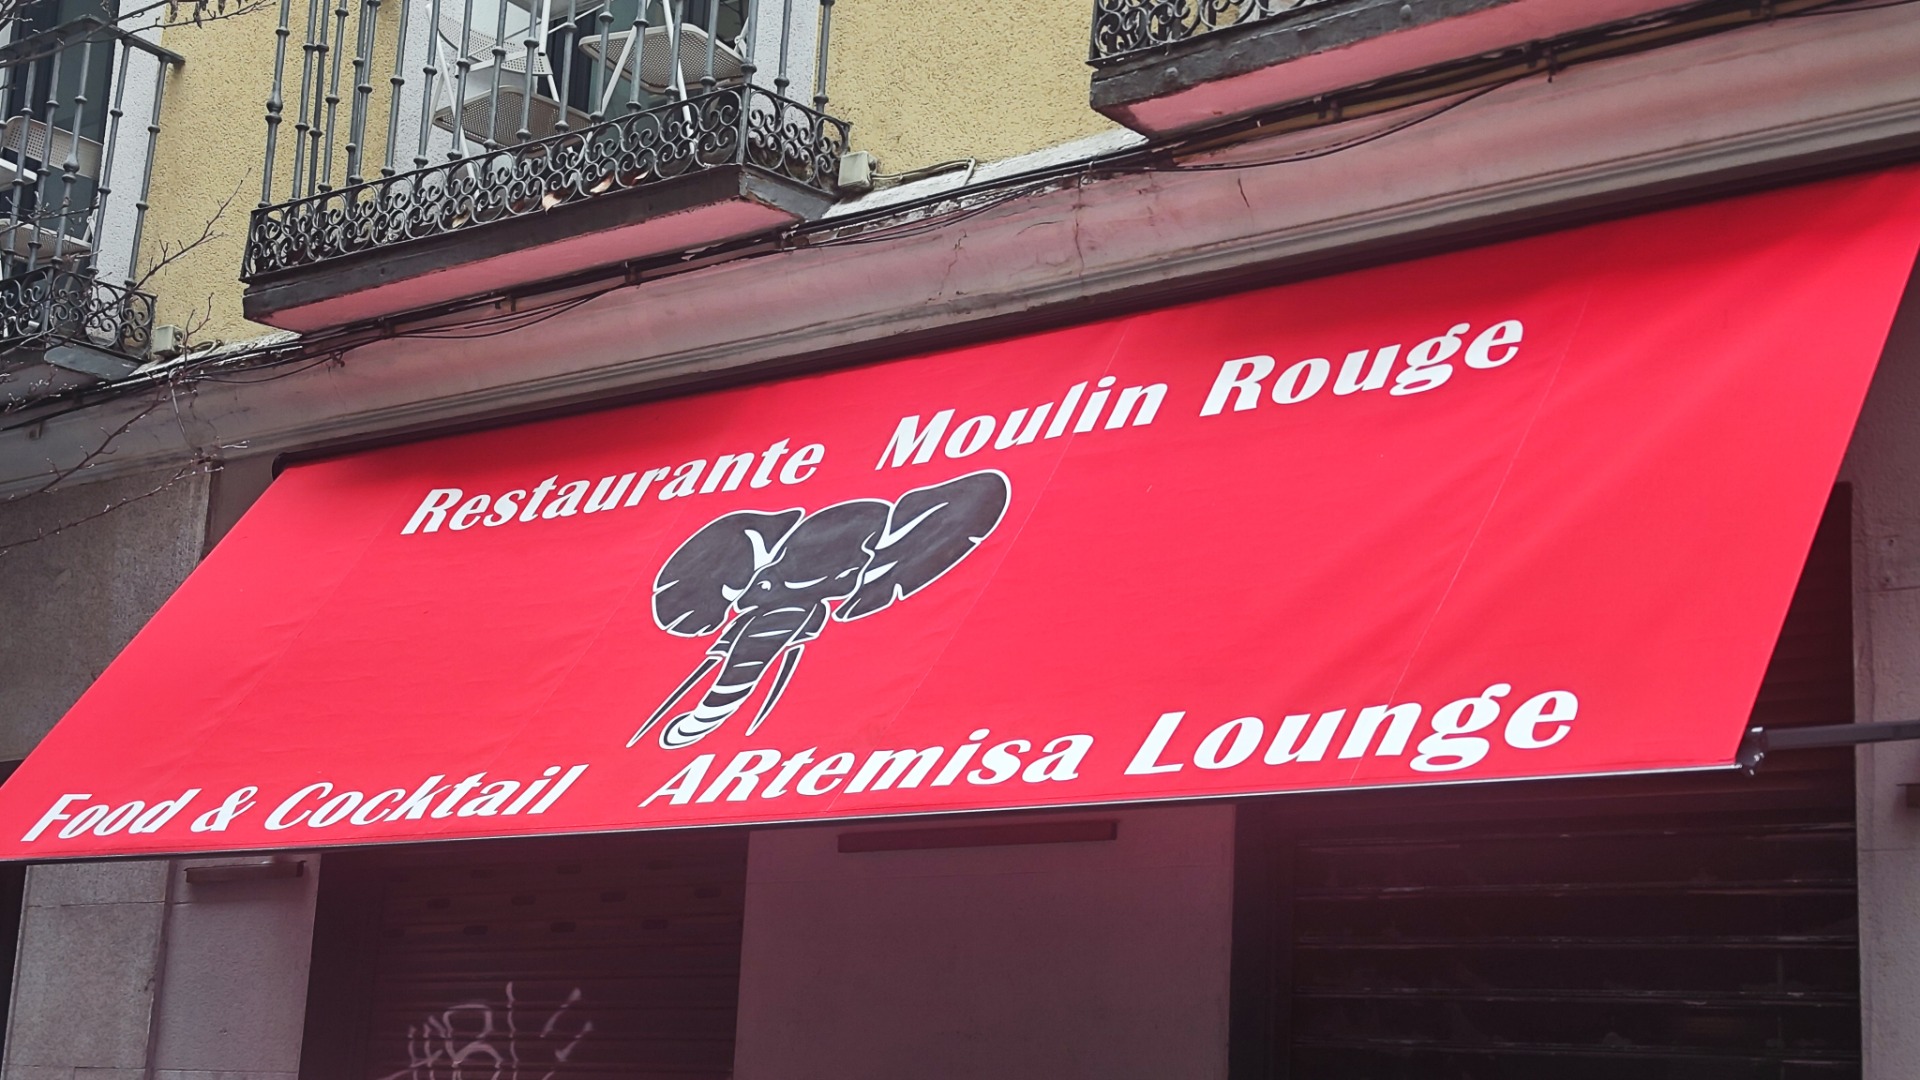 Restaurante Moulin Rouge
Food & Cocktail ARtemisa Lounge